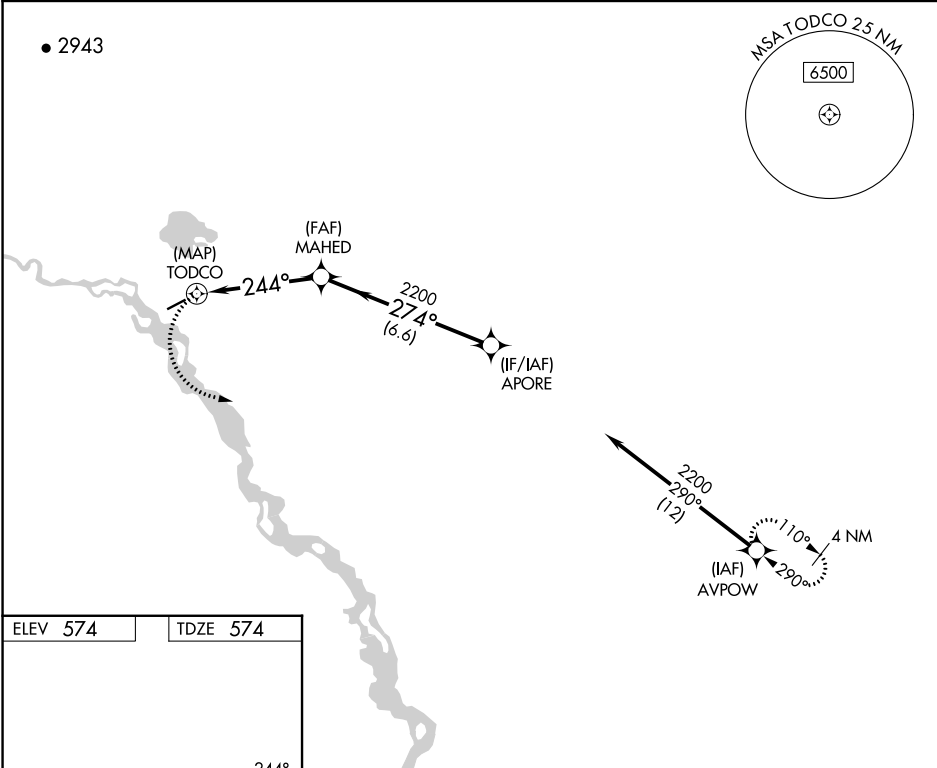 2943
MSA TODCO 25 NM
6500
(FAF)
MAHED
(MAP)
TODCO
244°
2200
274°
(6.6)
(IF/IAF)
APORE
2200
290°
(12)
110°
4 NM
290°
(IAF)
AVPOW
ELEV 574
TDZE 574
244°